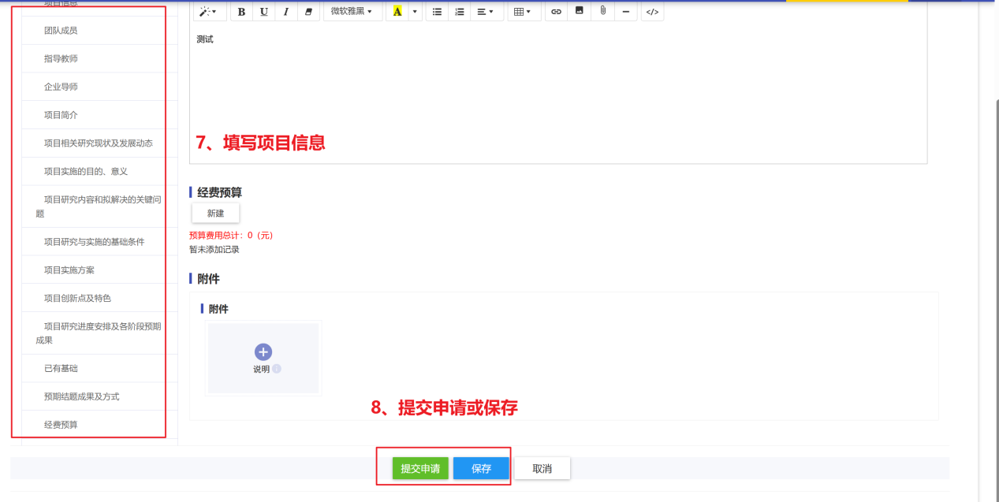 项目信息
团队成员
指导教师
企业导师
项目简介
项目相关研究现状及发展动态
项目实施的目的、意义
项目研究内容和拟解决的关键问
题
项目研究与实施的基础条件
项目实施方案
项目创新点及特色
项目研究进度安排及各阶段预期
成果
已有基础
预期结题成果及方式
经费预算
B U I 微软雅黑 A </>
测试
7、填写项目信息
经费预算
新建
预算费用总计：0（元）
暂未添加记录
附件
附件
说明
8、提交申请或保存
提交申请 保存 取消